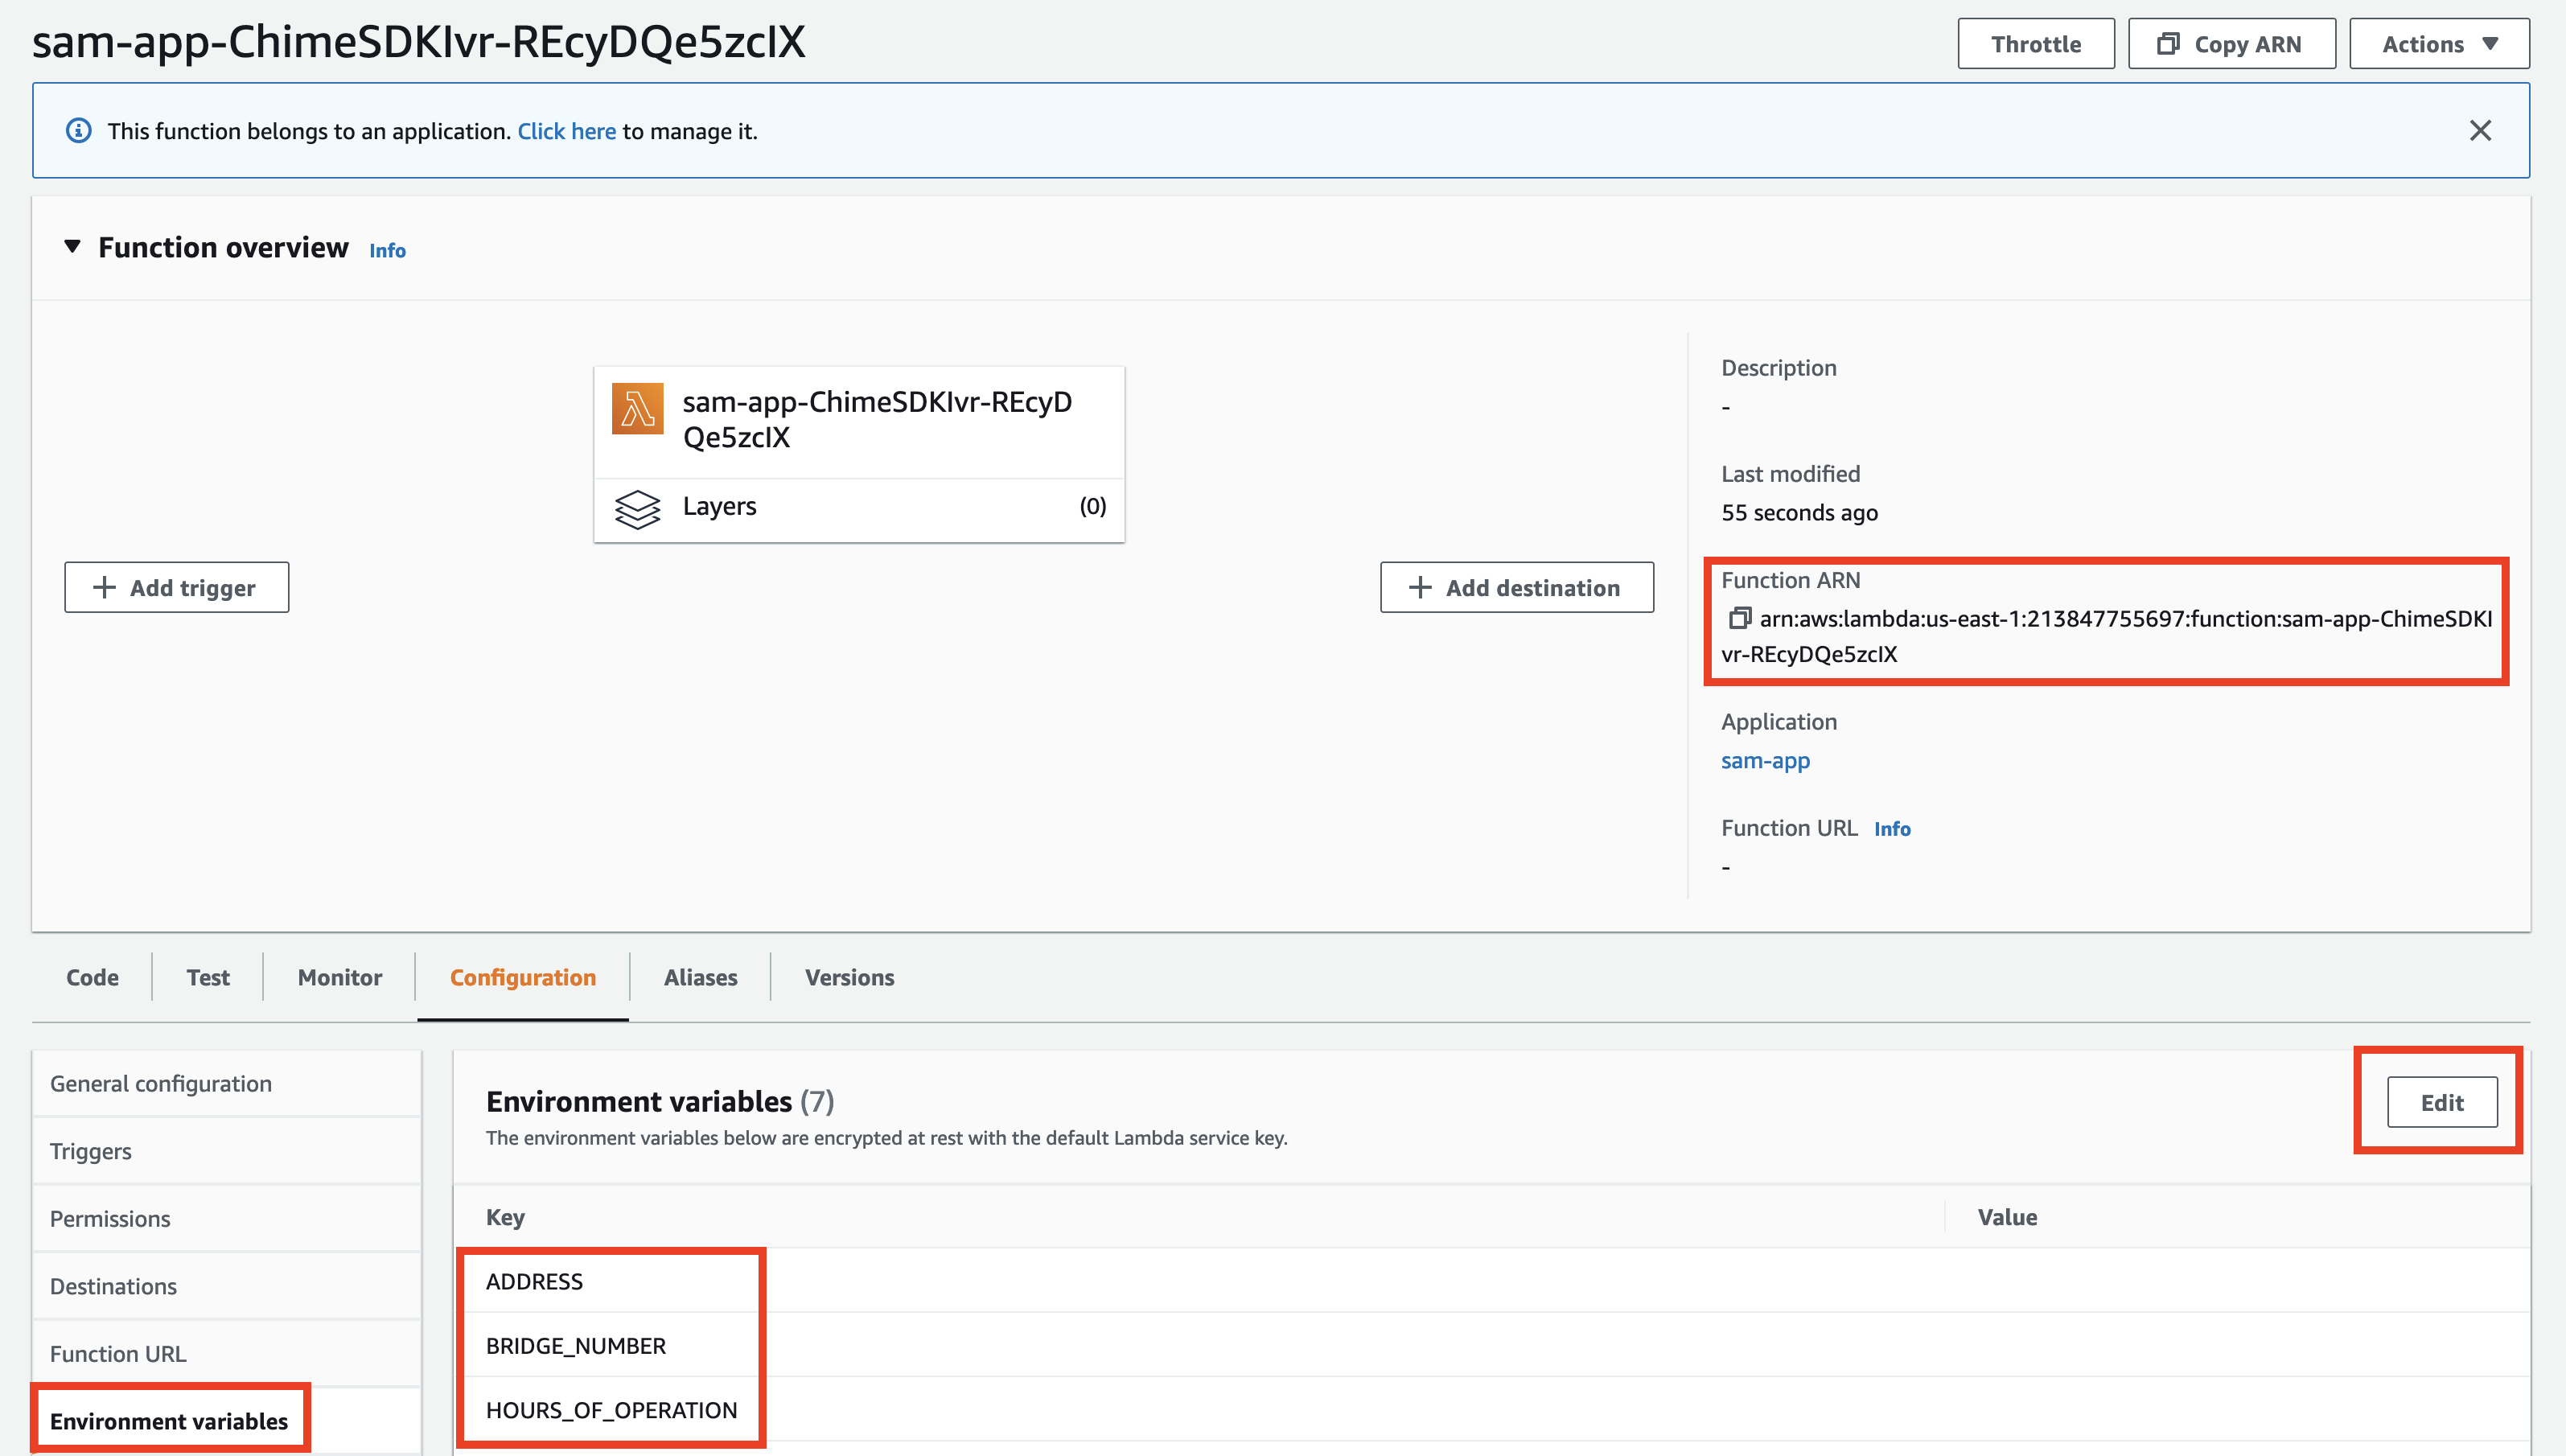 sam-app-ChimeSDKIvr-REcyDQe5zcIX
Throttle
Copy ARN
Actions
This function belongs to an application. Click here to manage it.
Function overview Info
sam-app-ChimeSDKIvr-REcyD
Qe5zcIX
Layers (0)
Add trigger
Add destination
Description
-
Last modified
55 seconds ago
Function ARN
arn:aws:lambda:us-east-1:213847755697:function:sam-app-ChimeSDKI
vr-REcyDQe5zcIX
Application
sam-app
Function URL Info
-
Code
Test
Monitor
Configuration
Aliases
Versions
General configuration
Triggers
Permissions
Destinations
Function URL
Environment variables
Environment variables (7)
The environment variables below are encrypted at rest with the default Lambda service key.
Edit
Key
Value
ADDRESS
BRIDGE_NUMBER
HOURS_OF_OPERATION